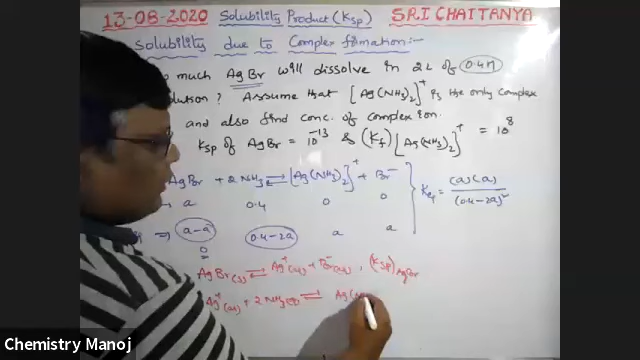 13-08-2020 Solubility Product (Ksp) SRI CHAITANYA
Solubility due to Complex formation:-
much AgBr will dissolve in 2L of 0.4M
solution? Assume that [Ag(NH3)2]+ is the only complex
and also find conc. of complex ion.
Ksp of AgBr = 10^-13 & (Kf) [Ag(NH3)2]+ = 10^8
AgBr + 2NH3 ⇌ [Ag(NH3)2]+ + Br-
a 0.4 0 0
⇒ a-a 0.4-2a a a
Keq = (a)(a) / (0.4-2a)^2
0
AgBr(s) ⇌ Ag+(aq) + Br-(aq), (Ksp)AgBr
Ag+(aq) + 2NH3 ⇌ Ag(
Chemistry Manoj